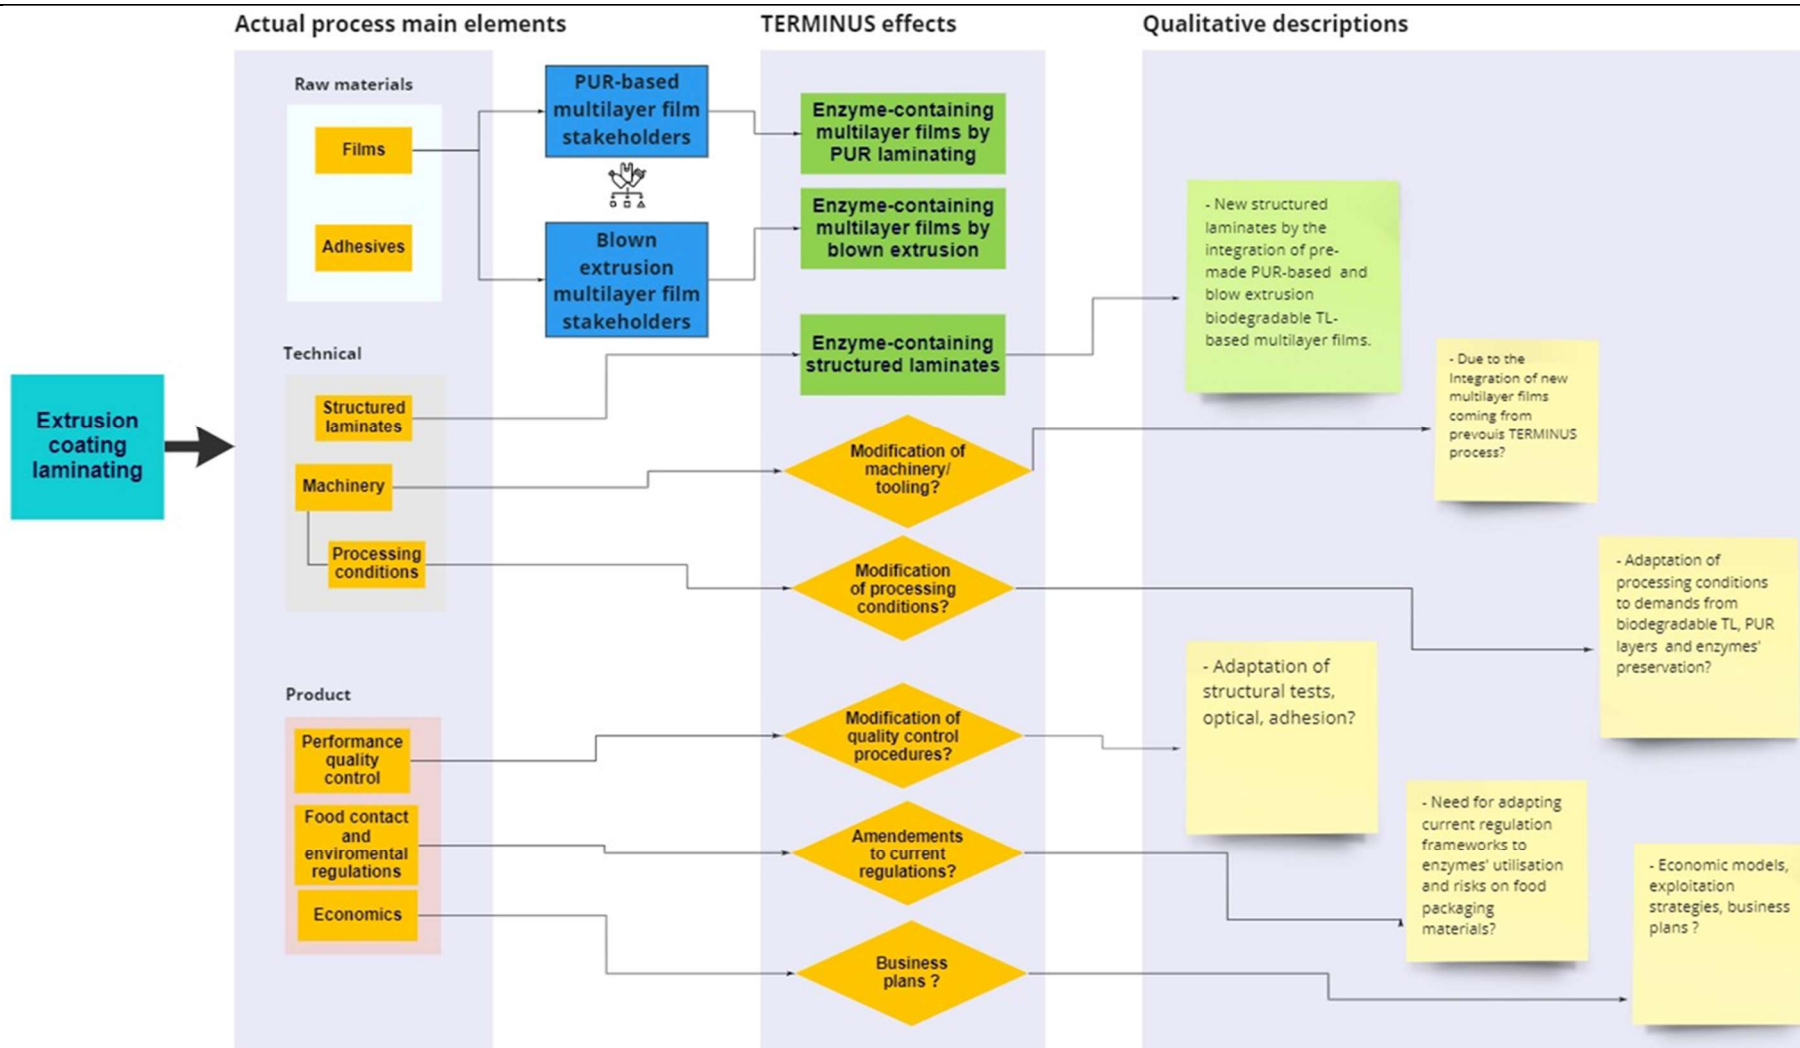 Actual process main elements
TERMINUS effects
Qualitative descriptions
Extrusion
coating
laminating
Raw materials
Films
Adhesives
PUR-based
multilayer film
stakeholders
Blown
extrusion
multilayer film
stakeholders
Technical
Structured
laminates
Machinery
Processing
conditions
Product
Performance
quality
control
Food contact
and
enviromental
regulations
Economics
Enzyme-containing
multilayer films by
PUR laminating
Enzyme-containing
multilayer films by
blown extrusion
Enzyme-containing
structured laminates
Modification of
machinery/
tooling?
Modification
of processing
conditions?
Modification of
quality control
procedures?
Amendements
to current
regulations?
Business
plans ?
- New structured
laminates by the
integration of pre-
made PUR-based and
blow extrusion
biodegradable TL-
based multilayer films.
- Due to the
Integration of new
multilayer films
coming from
prevouis TERMINUS
process?
- Adaptation of
processing conditions
to demands from
biodegradable TL, PUR
layers and enzymes'
preservation?
- Adaptation of
structural tests,
optical, adhesion?
- Need for adapting
current regulation
frameworks to
enzymes' utilisation
and risks on food
packaging
materials?
- Economic models,
exploitation
strategies, business
plans ?